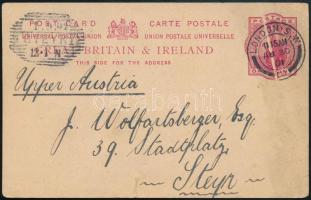 POST CARD CARTE POSTALE
UNIVERSAL POSTAL UNION UNION POSTALE UNIVERSELLE
GREAT BRITAIN & IRELAND
THIS SIDE FOR THE ADDRESS
LONDON.S.W.
STEYR
Upper Austria
J. Wolfartsberger, Esq.
39. Stadtplatz
Steyr